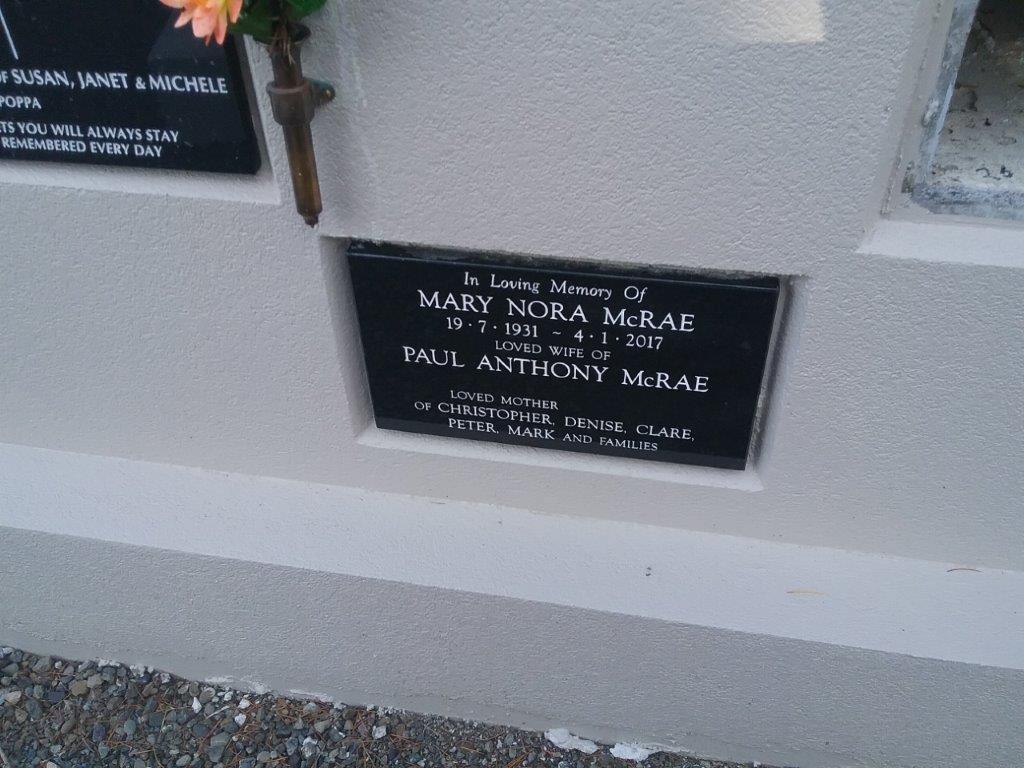 OF SUSAN, JANET & MICHELE
POPPA
TS YOU WILL ALWAYS STAY
REMEMBERED EVERY DAY
In Loving Memory Of
MARY NORA McRAE
19·7·1931 ~ 4·1·2017
LOVED WIFE OF
PAUL ANTHONY McRAE
LOVED MOTHER
OF CHRISTOPHER, DENISE, CLARE,
PETER, MARK AND FAMILIES